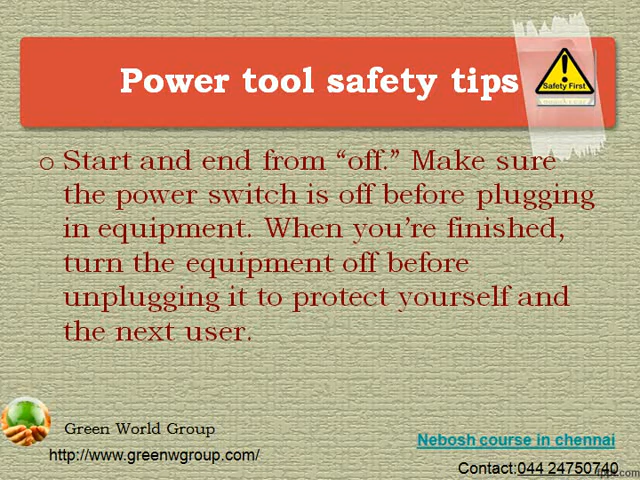 Power tool safety tips
Safety First
o Start and end from “off.” Make sure
the power switch is off before plugging
in equipment. When you’re finished,
turn the equipment off before
unplugging it to protect yourself and
the next user.
Green World Group
http://www.greenwgroup.com/
Nebosh course in chennai
Contact:044 24750740